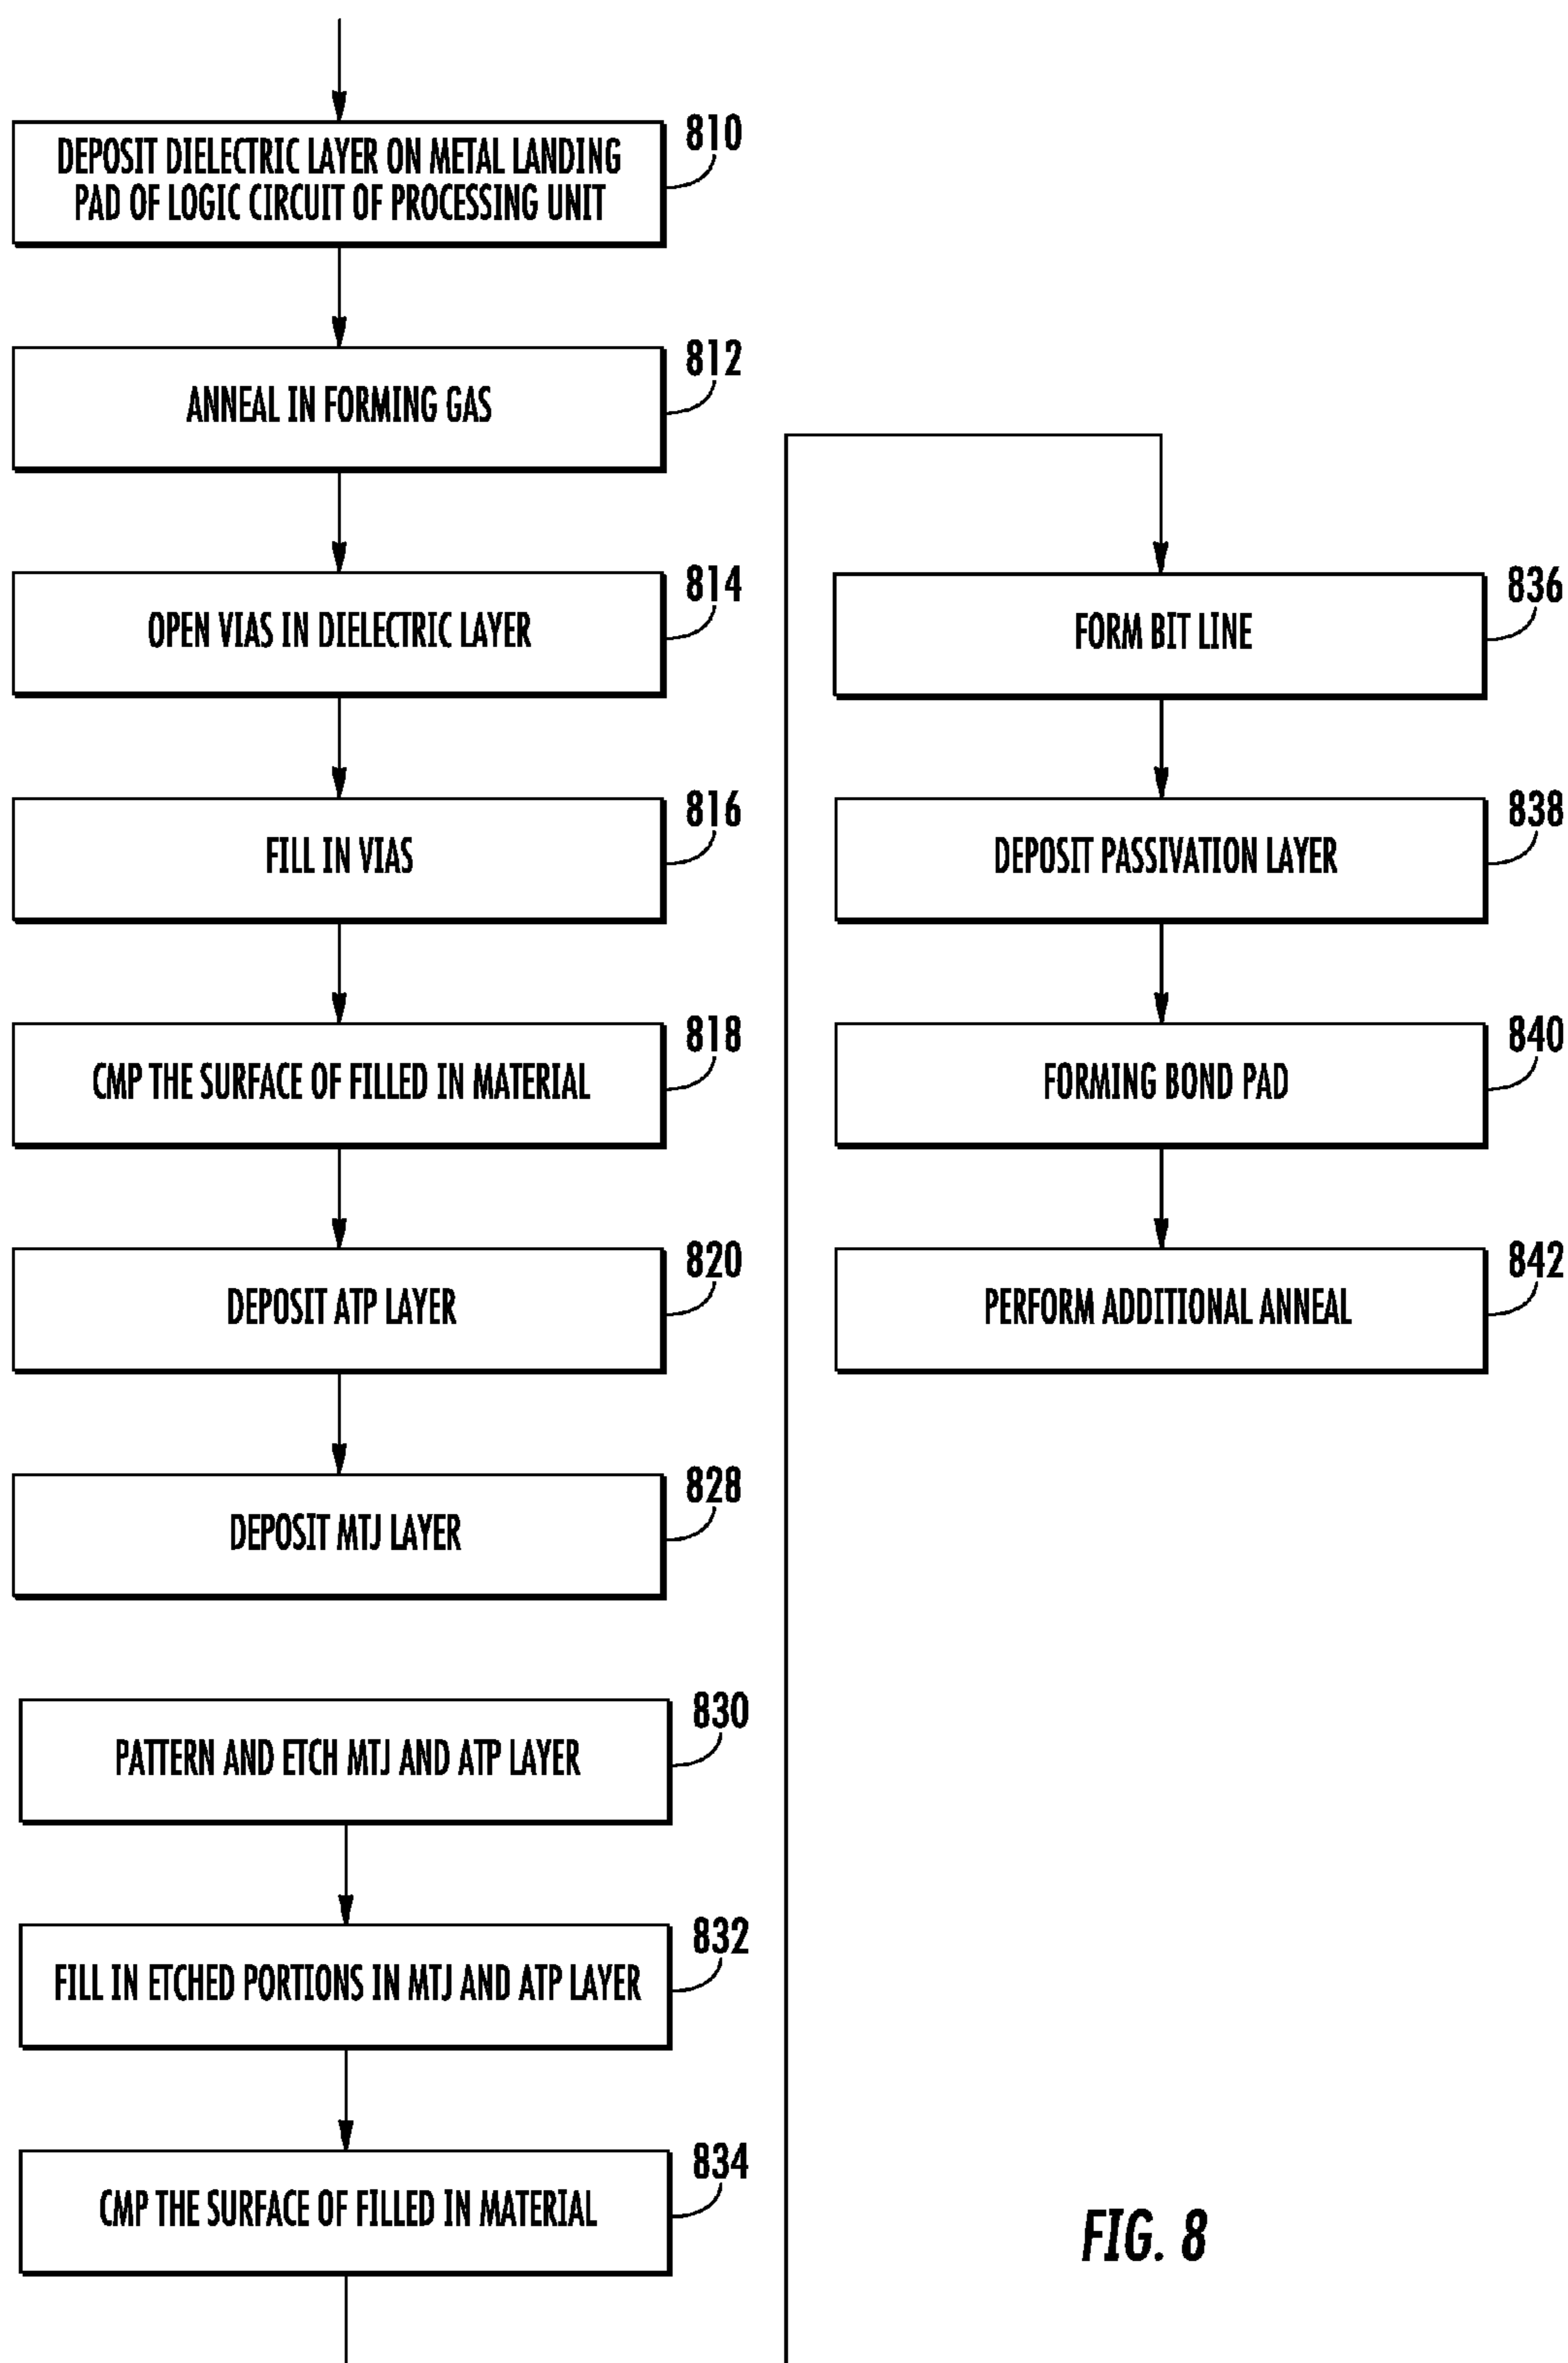 DEPOSIT DIELECTRIC LAYER ON METAL LANDING
PAD OF LOGIC CIRCUIT OF PROCESSING UNIT
810
ANNEAL IN FORMING GAS
812
OPEN VIAS IN DIELECTRIC LAYER
814
FILL IN VIAS
816
CMP THE SURFACE OF FILLED IN MATERIAL
818
DEPOSIT ATP LAYER
820
DEPOSIT MTJ LAYER
828
PATTERN AND ETCH MTJ AND ATP LAYER
830
FILL IN ETCHED PORTIONS IN MTJ AND ATP LAYER
832
CMP THE SURFACE OF FILLED IN MATERIAL
834
FORM BIT LINE
836
DEPOSIT PASSIVATION LAYER
838
FORMING BOND PAD
840
PERFORM ADDITIONAL ANNEAL
842
FIG. 8